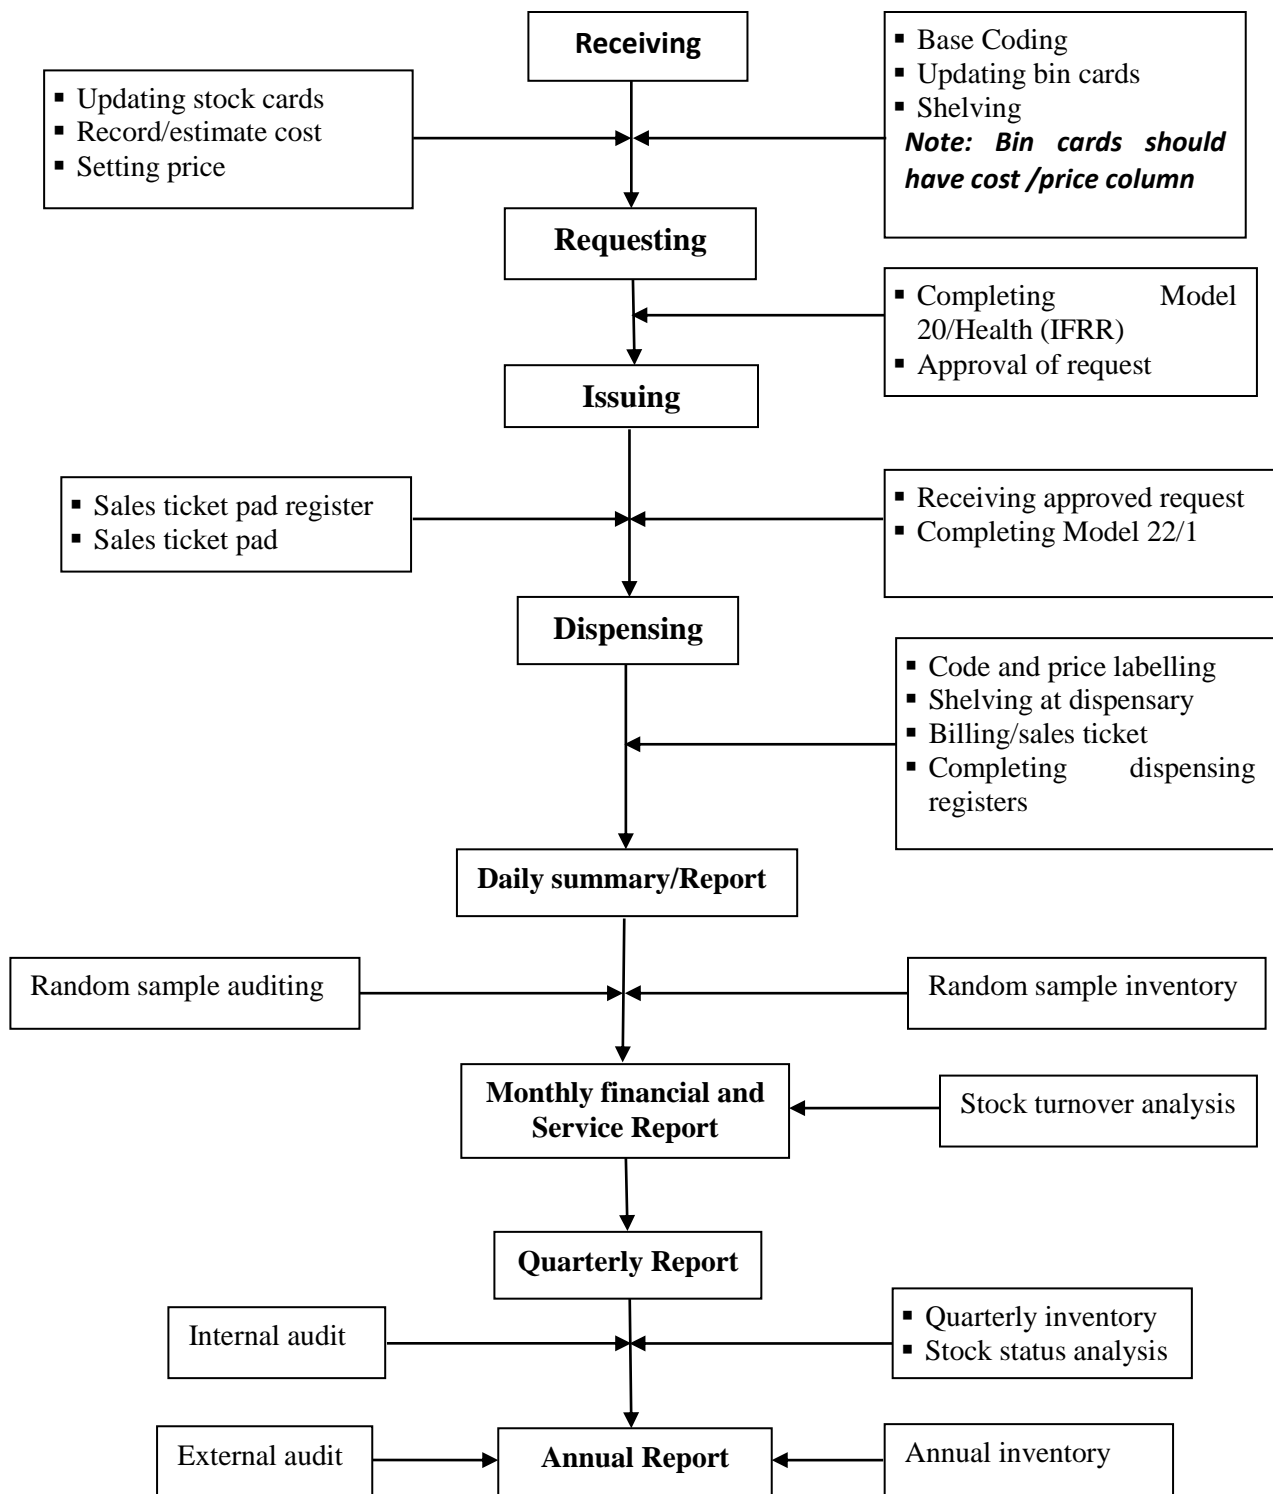 Receiving
▪ Updating stock cards
▪ Record/estimate cost
▪ Setting price
▪ Base Coding
▪ Updating bin cards
▪ Shelving
Note: Bin cards should
have cost /price column
Requesting
▪ Completing Model
20/Health (IFRR)
▪ Approval of request
Issuing
▪ Sales ticket pad register
▪ Sales ticket pad
▪ Receiving approved request
▪ Completing Model 22/1
Dispensing
▪ Code and price labelling
▪ Shelving at dispensary
▪ Billing/sales ticket
▪ Completing dispensing
registers
Daily summary/Report
Random sample auditing
Random sample inventory
Monthly financial and
Service Report
Stock turnover analysis
Quarterly Report
Internal audit
▪ Quarterly inventory
▪ Stock status analysis
External audit
Annual Report
Annual inventory